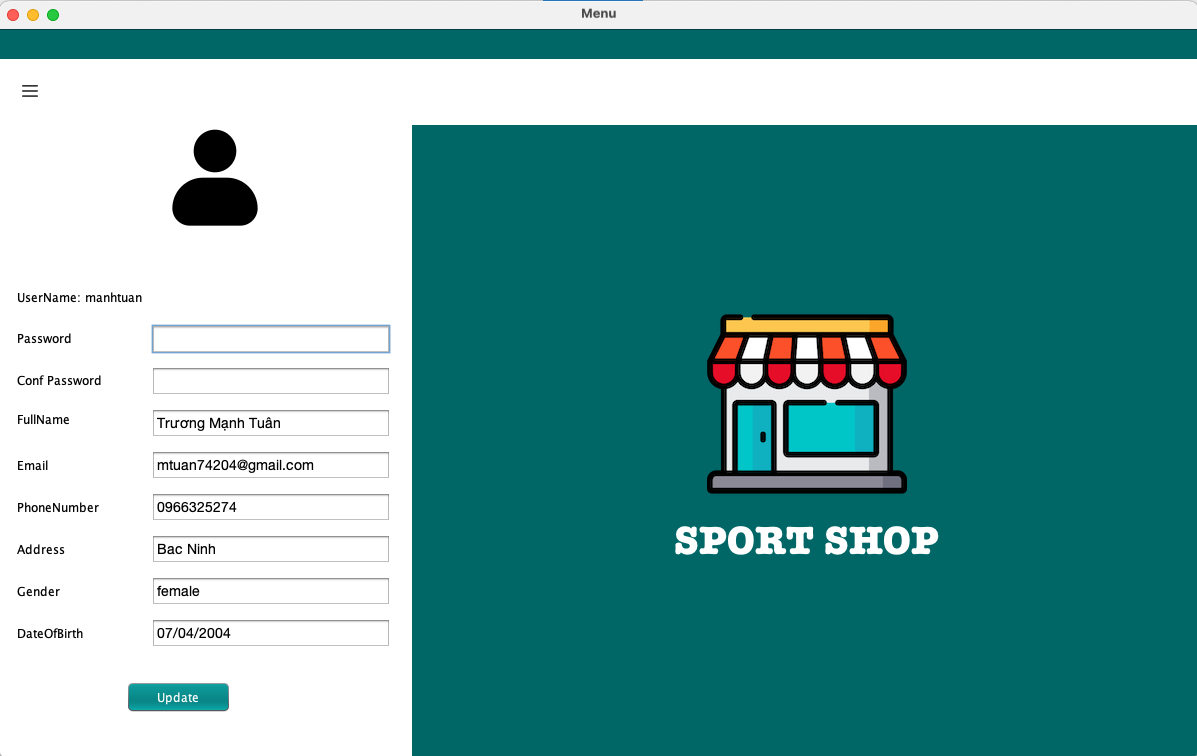 Menu
UserName: manhtuan
Password
Conf Password
FullName Trương Mạnh Tuân
Email mtuan74204@gmail.com
PhoneNumber 0966325274
Address Bac Ninh
Gender female
DateOfBirth 07/04/2004
Update
SPORT SHOP